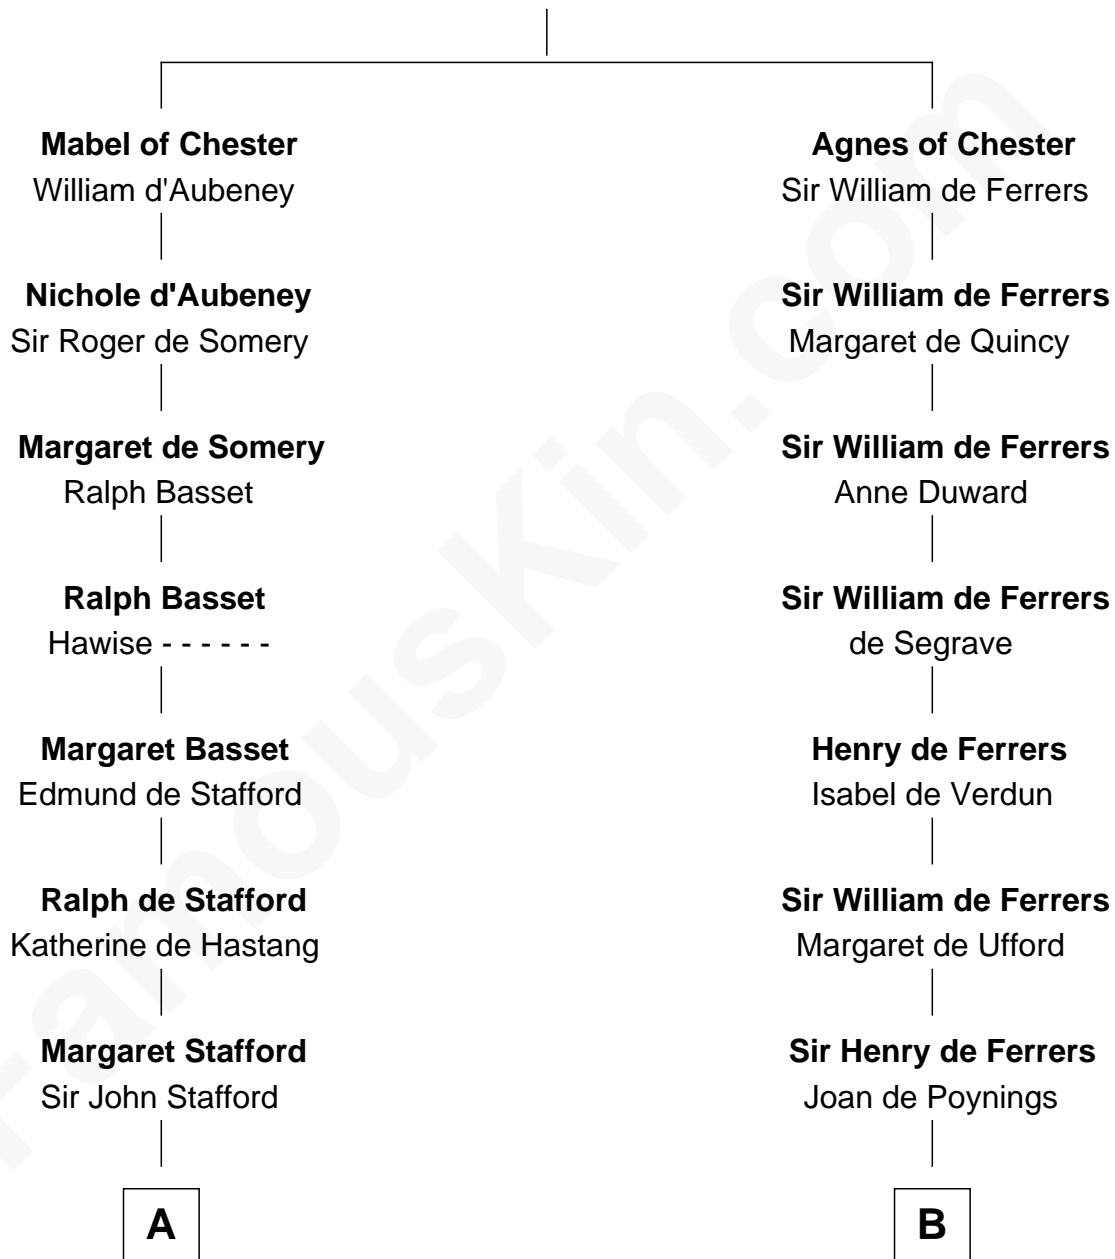 Mabel of Chester
William d'Aubeney
Nichole d'Aubeney
Sir Roger de Somery
Margaret de Somery
Ralph Basset
Ralph Basset
Hawise - - - - - -
Margaret Basset
Edmund de Stafford
Ralph de Stafford
Katherine de Hastang
Margaret Stafford
Sir John Stafford
A
Agnes of Chester
Sir William de Ferrers
Sir William de Ferrers
Margaret de Quincy
Sir William de Ferrers
Anne Duward
Sir William de Ferrers
de Segrave
Henry de Ferrers
Isabel de Verdun
Sir William de Ferrers
Margaret de Ufford
Sir Henry de Ferrers
Joan de Poynings
B
FamousKin.com